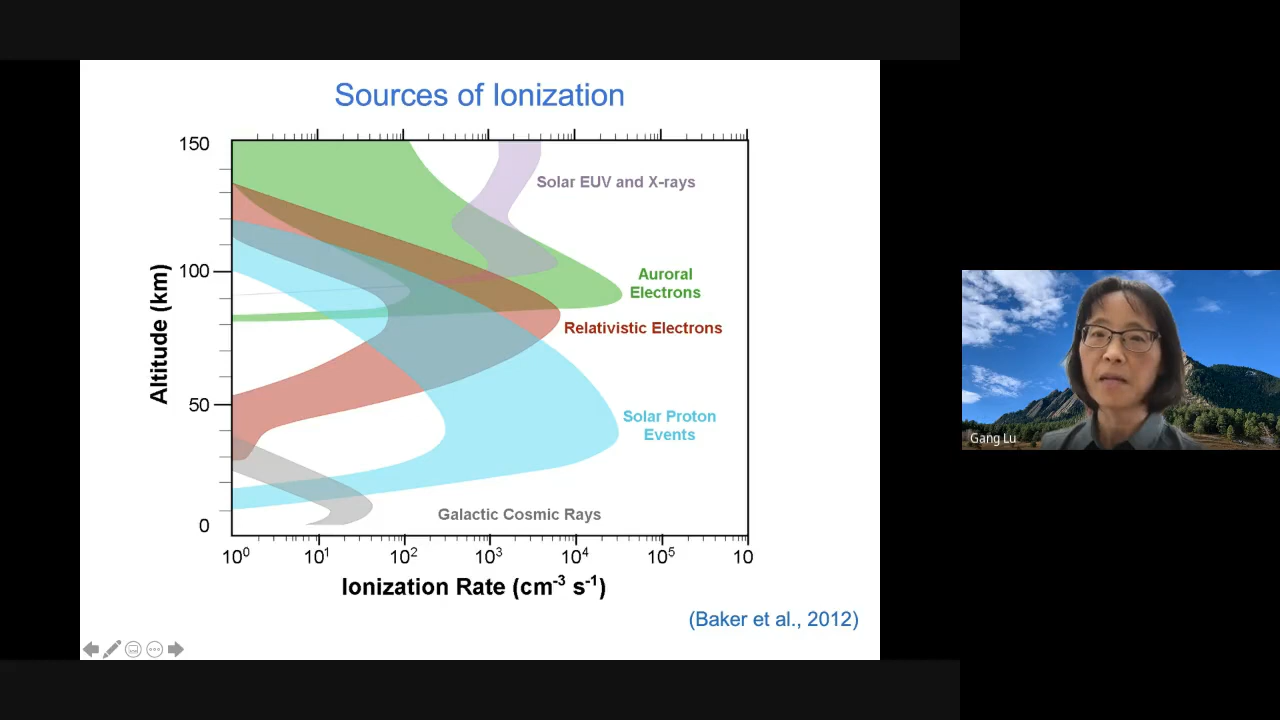 Sources of Ionization
150
100
50
0
Altitude (km)
Solar EUV and X-rays
Auroral
Electrons
Relativistic Electrons
Solar Proton
Events
Galactic Cosmic Rays
10⁰ 10¹ 10² 10³ 10⁴ 10⁵ 10
Ionization Rate (cm⁻³ s⁻¹)
(Baker et al., 2012)
Gang Lu